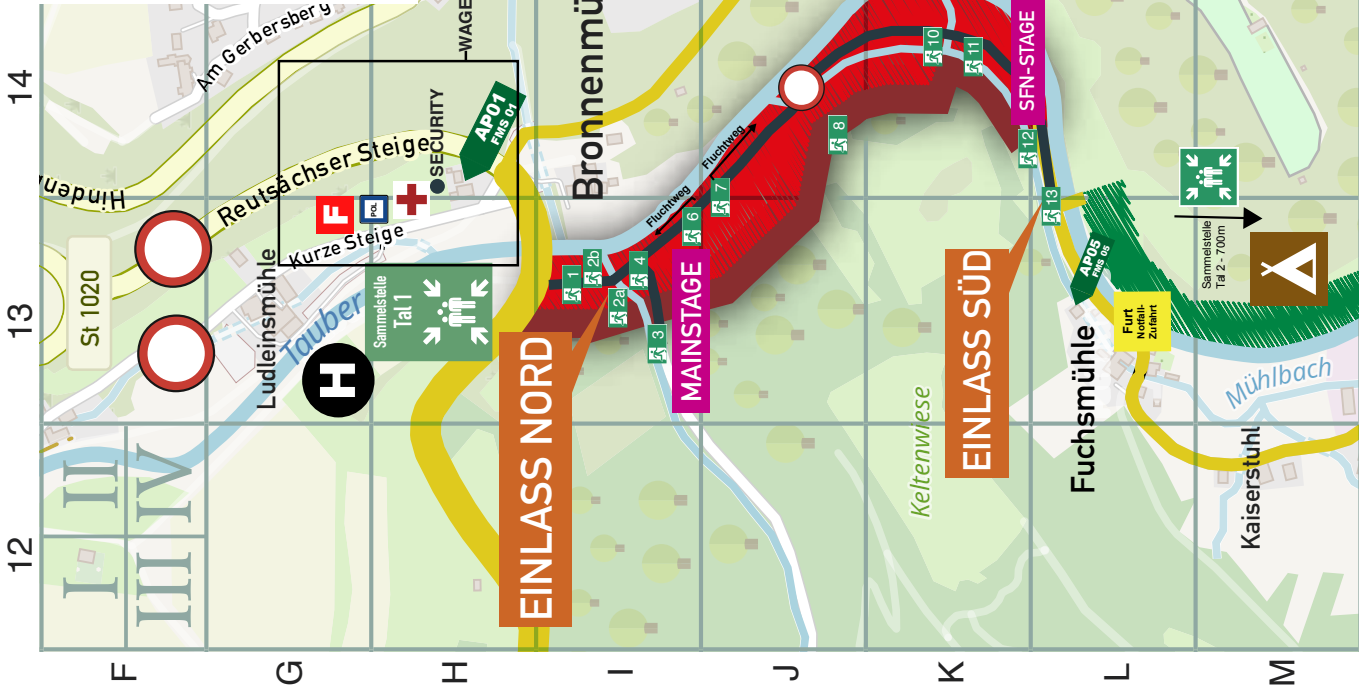 14
13
12
F
G
H
I
J
K
L
M
I
II
III
IV
Am Gerbersberg
WAGE
Hinden
Reutsächser Steige
SECURITY
AP01
FMS 01
Bronnenmü
F
POL
Kurze Steige
St 1020
Ludleinsmühle
Tauber
H
Sammelstelle
Tal 1
EINLASS NORD
1
2b
2a
4
3
6
7
8
10
11
12
13
Fluchtweg
Fluchtweg
MAINSTAGE
SFN-STAGE
EINLASS SÜD
Keltenwiese
AP05
FMS 05
Furt
Notfall-
Zufahrt
Fuchsmühle
Sammelstelle
Tal 2 - 700m
Mühlbach
Kaiserstuhl